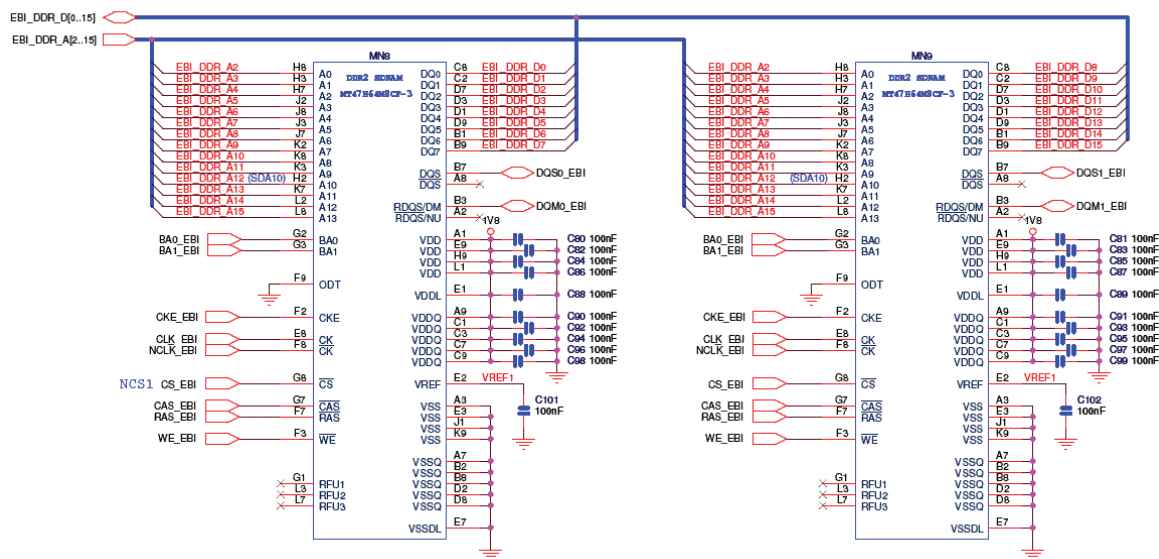 EBI_DDR_D[0..15]
EBI_DDR_A[2..15]
MN8
DDR2 SDRAM
MT47H64M8CF-3
EBI_DDR_A2 H8 A0
EBI_DDR_A3 H3 A1
EBI_DDR_A4 H7 A2
EBI_DDR_A5 J2 A3
EBI_DDR_A6 J8 A4
EBI_DDR_A7 J3 A5
EBI_DDR_A8 J7 A6
EBI_DDR_A9 K2 A7
EBI_DDR_A10 K8 A8
EBI_DDR_A11 K3 A9
EBI_DDR_A12 (SDA10) H2 A10
EBI_DDR_A13 K7 A11
EBI_DDR_A14 L2 A12
EBI_DDR_A15 L8 A13
BA0_EBI G2 BA0
BA1_EBI G3 BA1
F9 ODT
CKE_EBI F2 CKE
CLK_EBI E8 CK
NCLK_EBI F8 CK
NCS1 CS_EBI G8 CS
CAS_EBI G7 CAS
RAS_EBI F7 RAS
WE_EBI F3 WE
G1 RFU1
L3 RFU2
L7 RFU3
DQ0 C8 EBI_DDR_D0
DQ1 C2 EBI_DDR_D1
DQ2 D7 EBI_DDR_D2
DQ3 D3 EBI_DDR_D3
DQ4 D1 EBI_DDR_D4
DQ5 D9 EBI_DDR_D5
DQ6 B1 EBI_DDR_D6
DQ7 B9 EBI_DDR_D7
DQS B7 DQS0_EBI
DQS A8
RDQS/DM B3 DQM0_EBI
RDQS/NU A2
1V8
VDD A1 C80 100nF
VDD E9 C82 100nF
VDD H9 C84 100nF
VDD L1 C86 100nF
VDDL E1 C88 100nF
VDDQ A9 C90 100nF
VDDQ C1 C92 100nF
VDDQ C3 C94 100nF
VDDQ C7 C96 100nF
VDDQ C9 C98 100nF
VREF E2 VREF1
C101
100nF
VSS A3
VSS E3
VSS J1
VSS K9
VSSQ A7
VSSQ B2
VSSQ B8
VSSQ D2
VSSQ D8
VSSDL E7
MN9
DDR2 SDRAM
MT47H64M8CF-3
EBI_DDR_A2 H8 A0
EBI_DDR_A3 H3 A1
EBI_DDR_A4 H7 A2
EBI_DDR_A5 J2 A3
EBI_DDR_A6 J8 A4
EBI_DDR_A7 J3 A5
EBI_DDR_A8 J7 A6
EBI_DDR_A9 K2 A7
EBI_DDR_A10 K8 A8
EBI_DDR_A11 K3 A9
EBI_DDR_A12 (SDA10) H2 A10
EBI_DDR_A13 K7 A11
EBI_DDR_A14 L2 A12
EBI_DDR_A15 L8 A13
BA0_EBI G2 BA0
BA1_EBI G3 BA1
F9 ODT
CKE_EBI F2 CKE
CLK_EBI E8 CK
NCLK_EBI F8 CK
CS_EBI G8 CS
CAS_EBI G7 CAS
RAS_EBI F7 RAS
WE_EBI F3 WE
G1 RFU1
L3 RFU2
L7 RFU3
DQ0 C8 EBI_DDR_D8
DQ1 C2 EBI_DDR_D9
DQ2 D7 EBI_DDR_D10
DQ3 D3 EBI_DDR_D11
DQ4 D1 EBI_DDR_D12
DQ5 D9 EBI_DDR_D13
DQ6 B1 EBI_DDR_D14
DQ7 B9 EBI_DDR_D15
DQS B7 DQS1_EBI
DQS A8
RDQS/DM B3 DQM1_EBI
RDQS/NU A2
1V8
VDD A1 C81 100nF
VDD E9 C83 100nF
VDD H9 C85 100nF
VDD L1 C87 100nF
VDDL E1 C89 100nF
VDDQ A9 C91 100nF
VDDQ C1 C93 100nF
VDDQ C3 C95 100nF
VDDQ C7 C97 100nF
VDDQ C9 C99 100nF
VREF E2 VREF1
C102
100nF
VSS A3
VSS E3
VSS J1
VSS K9
VSSQ A7
VSSQ B2
VSSQ B8
VSSQ D2
VSSQ D8
VSSDL E7